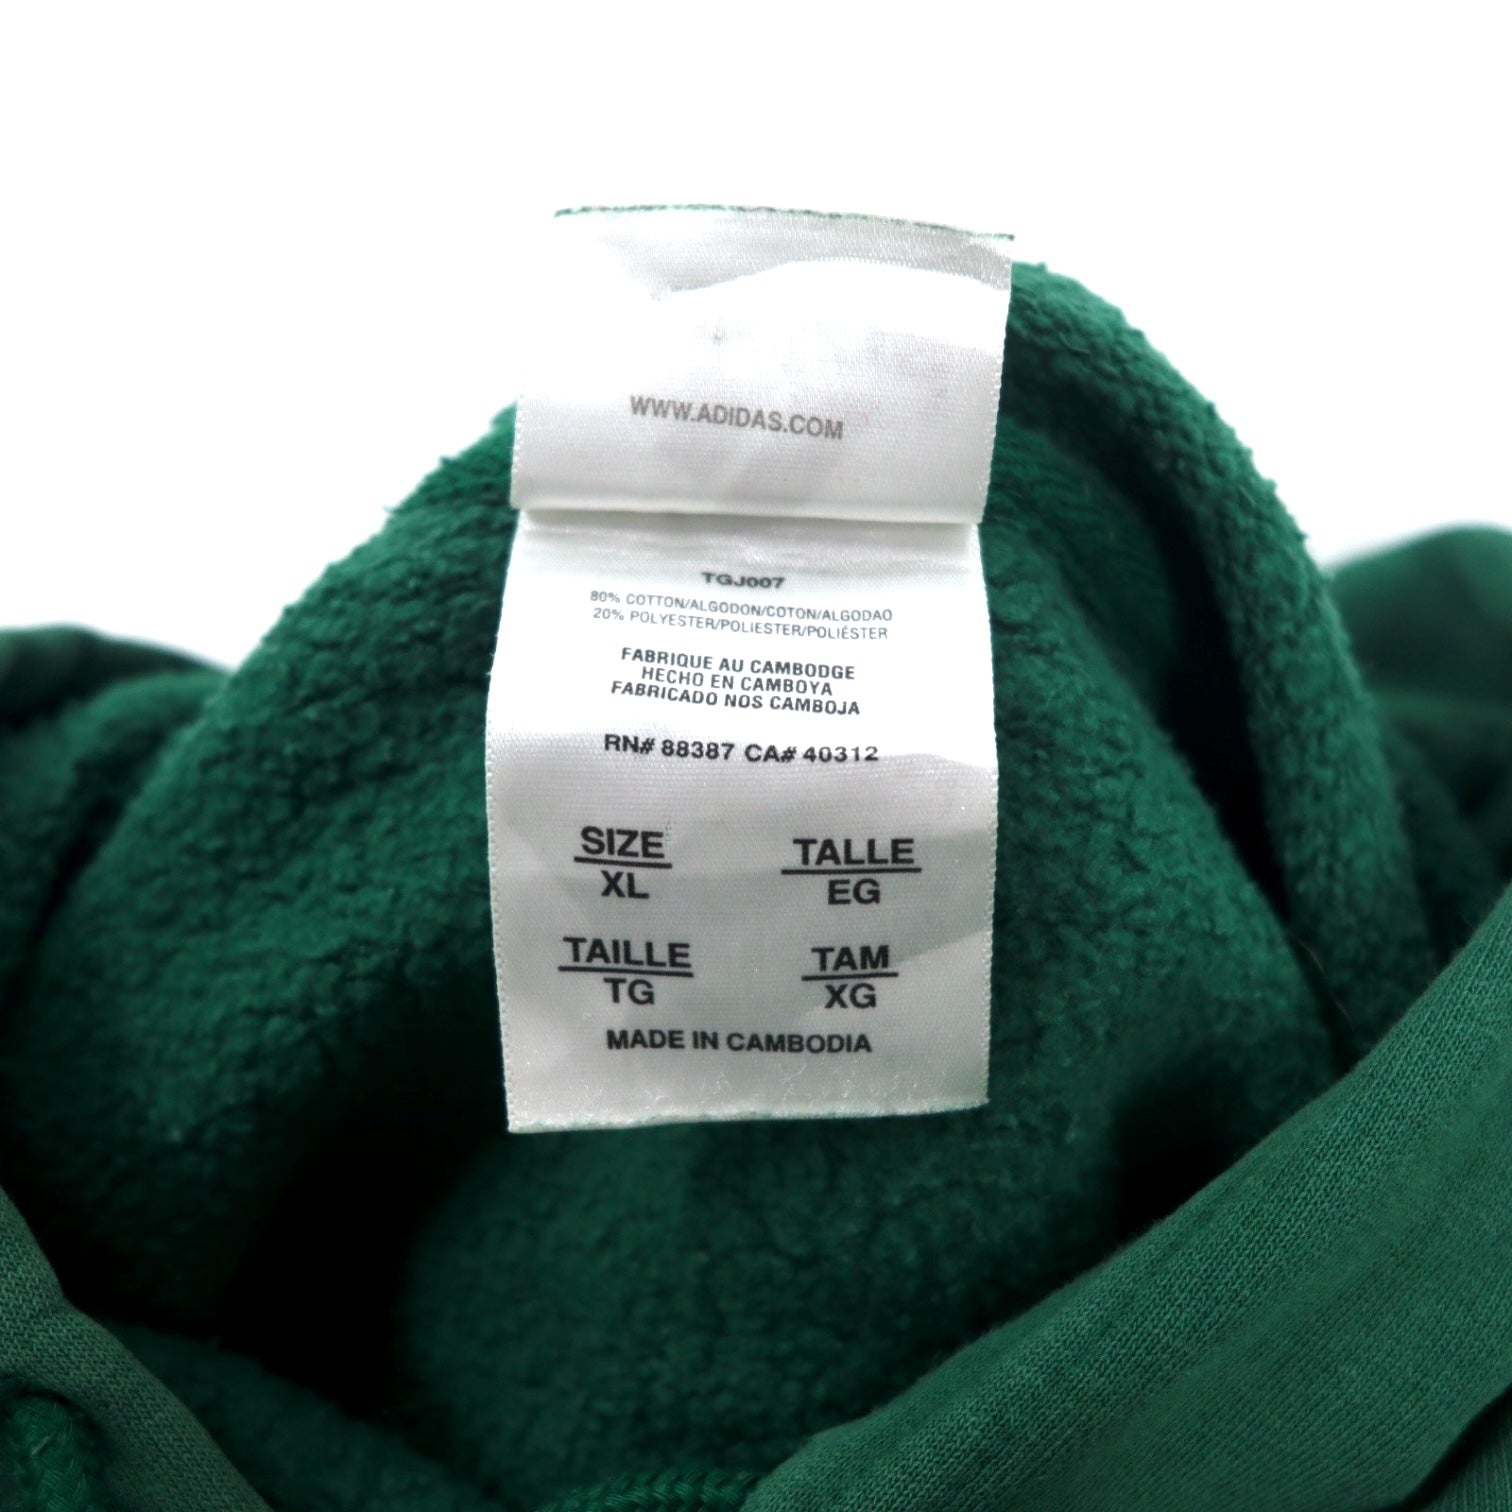 WWW.ADIDAS.COM
TGJ007
80% COTTON/ALGODON/COTON/ALGODAO
20% POLYESTER/POLIESTER/POLIÉSTER
FABRIQUE AU CAMBODGE
HECHO EN CAMBOYA
FABRICADO NOS CAMBOJA
RN# 88387 CA# 40312
SIZE
XL
TALLE
EG
TAILLE
TG
TAM
XG
MADE IN CAMBODIA